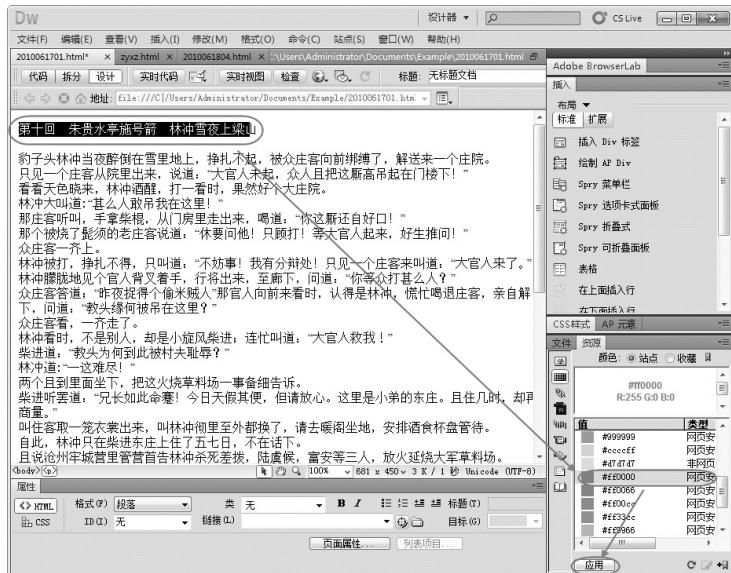 Dw 设计器 CS Live
文件(F) 编辑(E) 查看(V) 插入(I) 修改(M) 格式(O) 命令(C) 站点(S) 窗口(W) 帮助(H)
2010061701.html* × zyxz.html × 2010061804.html × :\Users\Administrator\Documents\Example\2010061701.html
代码 拆分 设计 实时代码 实时视图 检查 标题: 无标题文档
地址: file:///C|/Users/Administrator/Documents/Example/2010061701.htm
第十回 朱贵水亭施号箭 林冲雪夜上梁山
豹子头林冲当夜醉倒在雪里地上，挣扎不起，被众庄客向前绑缚了，解送来一个庄院。
只见一个庄客从院里出来，说道：“大官人未起，众人且把这厮高吊起在门楼下！”
看看天色晓来，林冲酒醒，打一看时，果然好个大庄院。
林冲大叫道：“甚么人敢吊我在这里！”
那庄客听叫，手拿柴棍，从门房里走出来，喝道：“你这厮还自好口！”
那个被烧了髭须的老庄客说道：“休要问他！只顾打！等大官人起来，好生推问！”
众庄客一齐上。
林冲被打，挣扎不得，只叫道：“不妨事！我有分辩处！只见一个庄客来叫道：“大官人来了。”
林冲朦胧地见个官人背叉着手，行将出来，至廊下，问道：“你等众打甚么人？”
众庄客答道：“昨夜捉得个偷米贼人”那官人向前来看时，认得是林冲，慌忙喝退庄客，亲自解
下，问道：“教头缘何被吊在这里？”
众庄客看，一齐走了。
林冲看时，不是别人，却是小旋风柴进；连忙叫道：“大官人救我！”
柴进道：“教头为何到此被村夫耻辱？”
林冲道:“一这难尽！”
两个且到里面坐下，把这火烧草料场一事备细告诉。
柴进听罢道：“兄长如此命蹇！今日天假其便，但请放心。这里是小弟的东庄。且住几时，却再
商量。”
叫住客取一笼衣裳出来，叫林冲彻里至外都换了，请去暖阁坐地，安排酒食杯盘管待。
自此，林冲只在柴进东庄上住了五七日，不在话下。
且说沧州牢城营里管营首告林冲杀死差拨，陆虞候，富安等三人，放火延烧大军草料场。
<body><p> 100% 681 x 450 3 K / 1 秒 Unicode (UTF-8)
属性
<> HTML 格式(F) 段落 类 无 B I 标题(T)
CSS ID(I) 无 链接(L) 目标(G)
页面属性... 列表项目...
Adobe BrowserLab
插入
布局
标准 扩展
插入 Div 标签
绘制 AP Div
Spry 菜单栏
Spry 选项卡式面板
Spry 折叠式
Spry 可折叠面板
表格
在上面插入行
在下面插入行
CSS样式 AP 元素
文件 资源
颜色: 站点 收藏
#ff0000
R:255 G:0 B:0
值 类型
#999999 网页安
#ccccff 网页安
#d7d7d7 非网页
#ff0000 网页安
#ff0066 网页安
#ff00cc 网页安
#ff33cc 网页安
#ff9966 网页安
应用